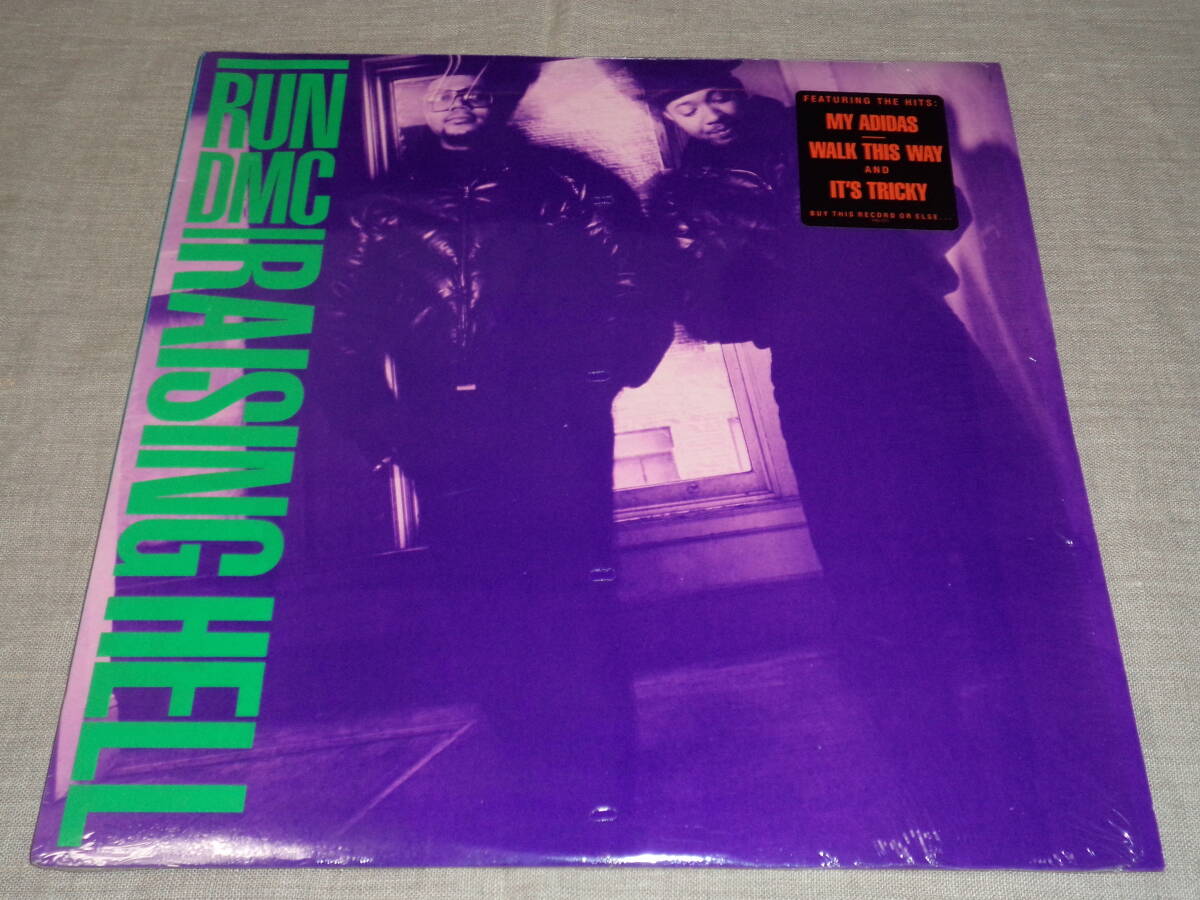 RUN
DMC
RAISING HELL
FEATURING THE HITS:
MY ADIDAS
WALK THIS WAY
AND
IT'S TRICKY
BUY THIS RECORD OR ELSE...